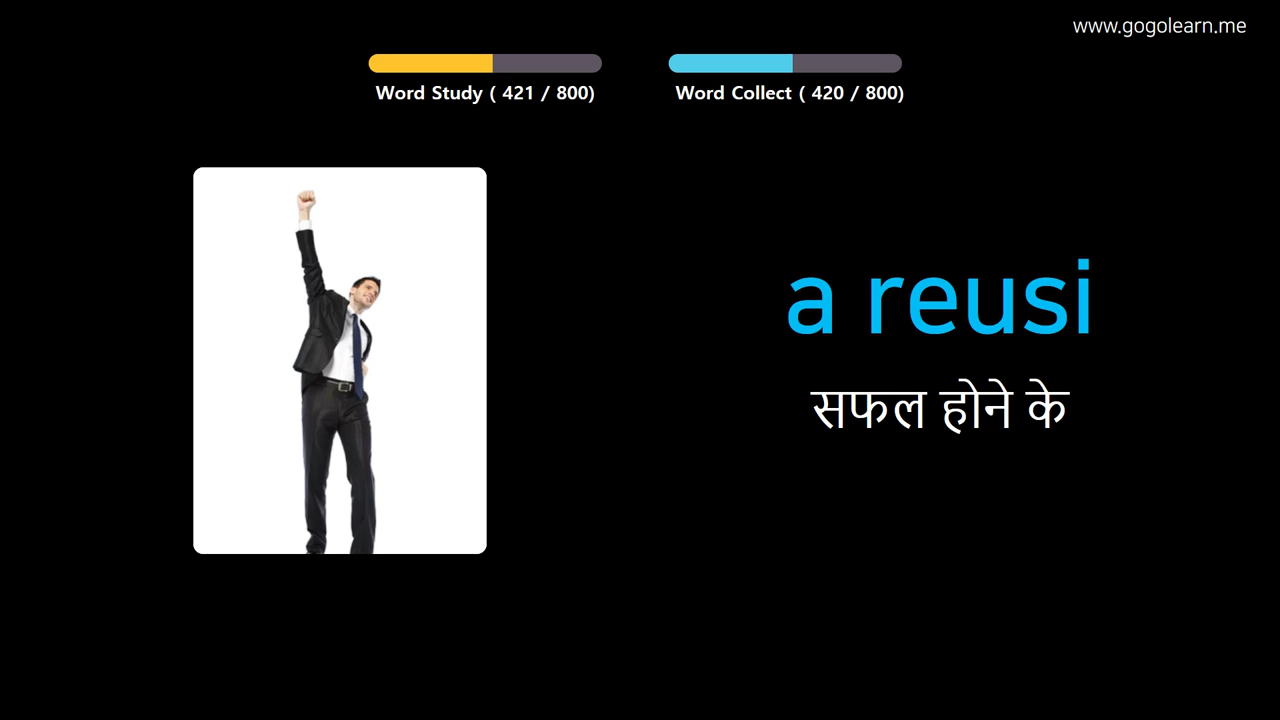 www.gogolearn.me
Word Study ( 421 / 800)
Word Collect ( 420 / 800)
a reusi
सफल होने के